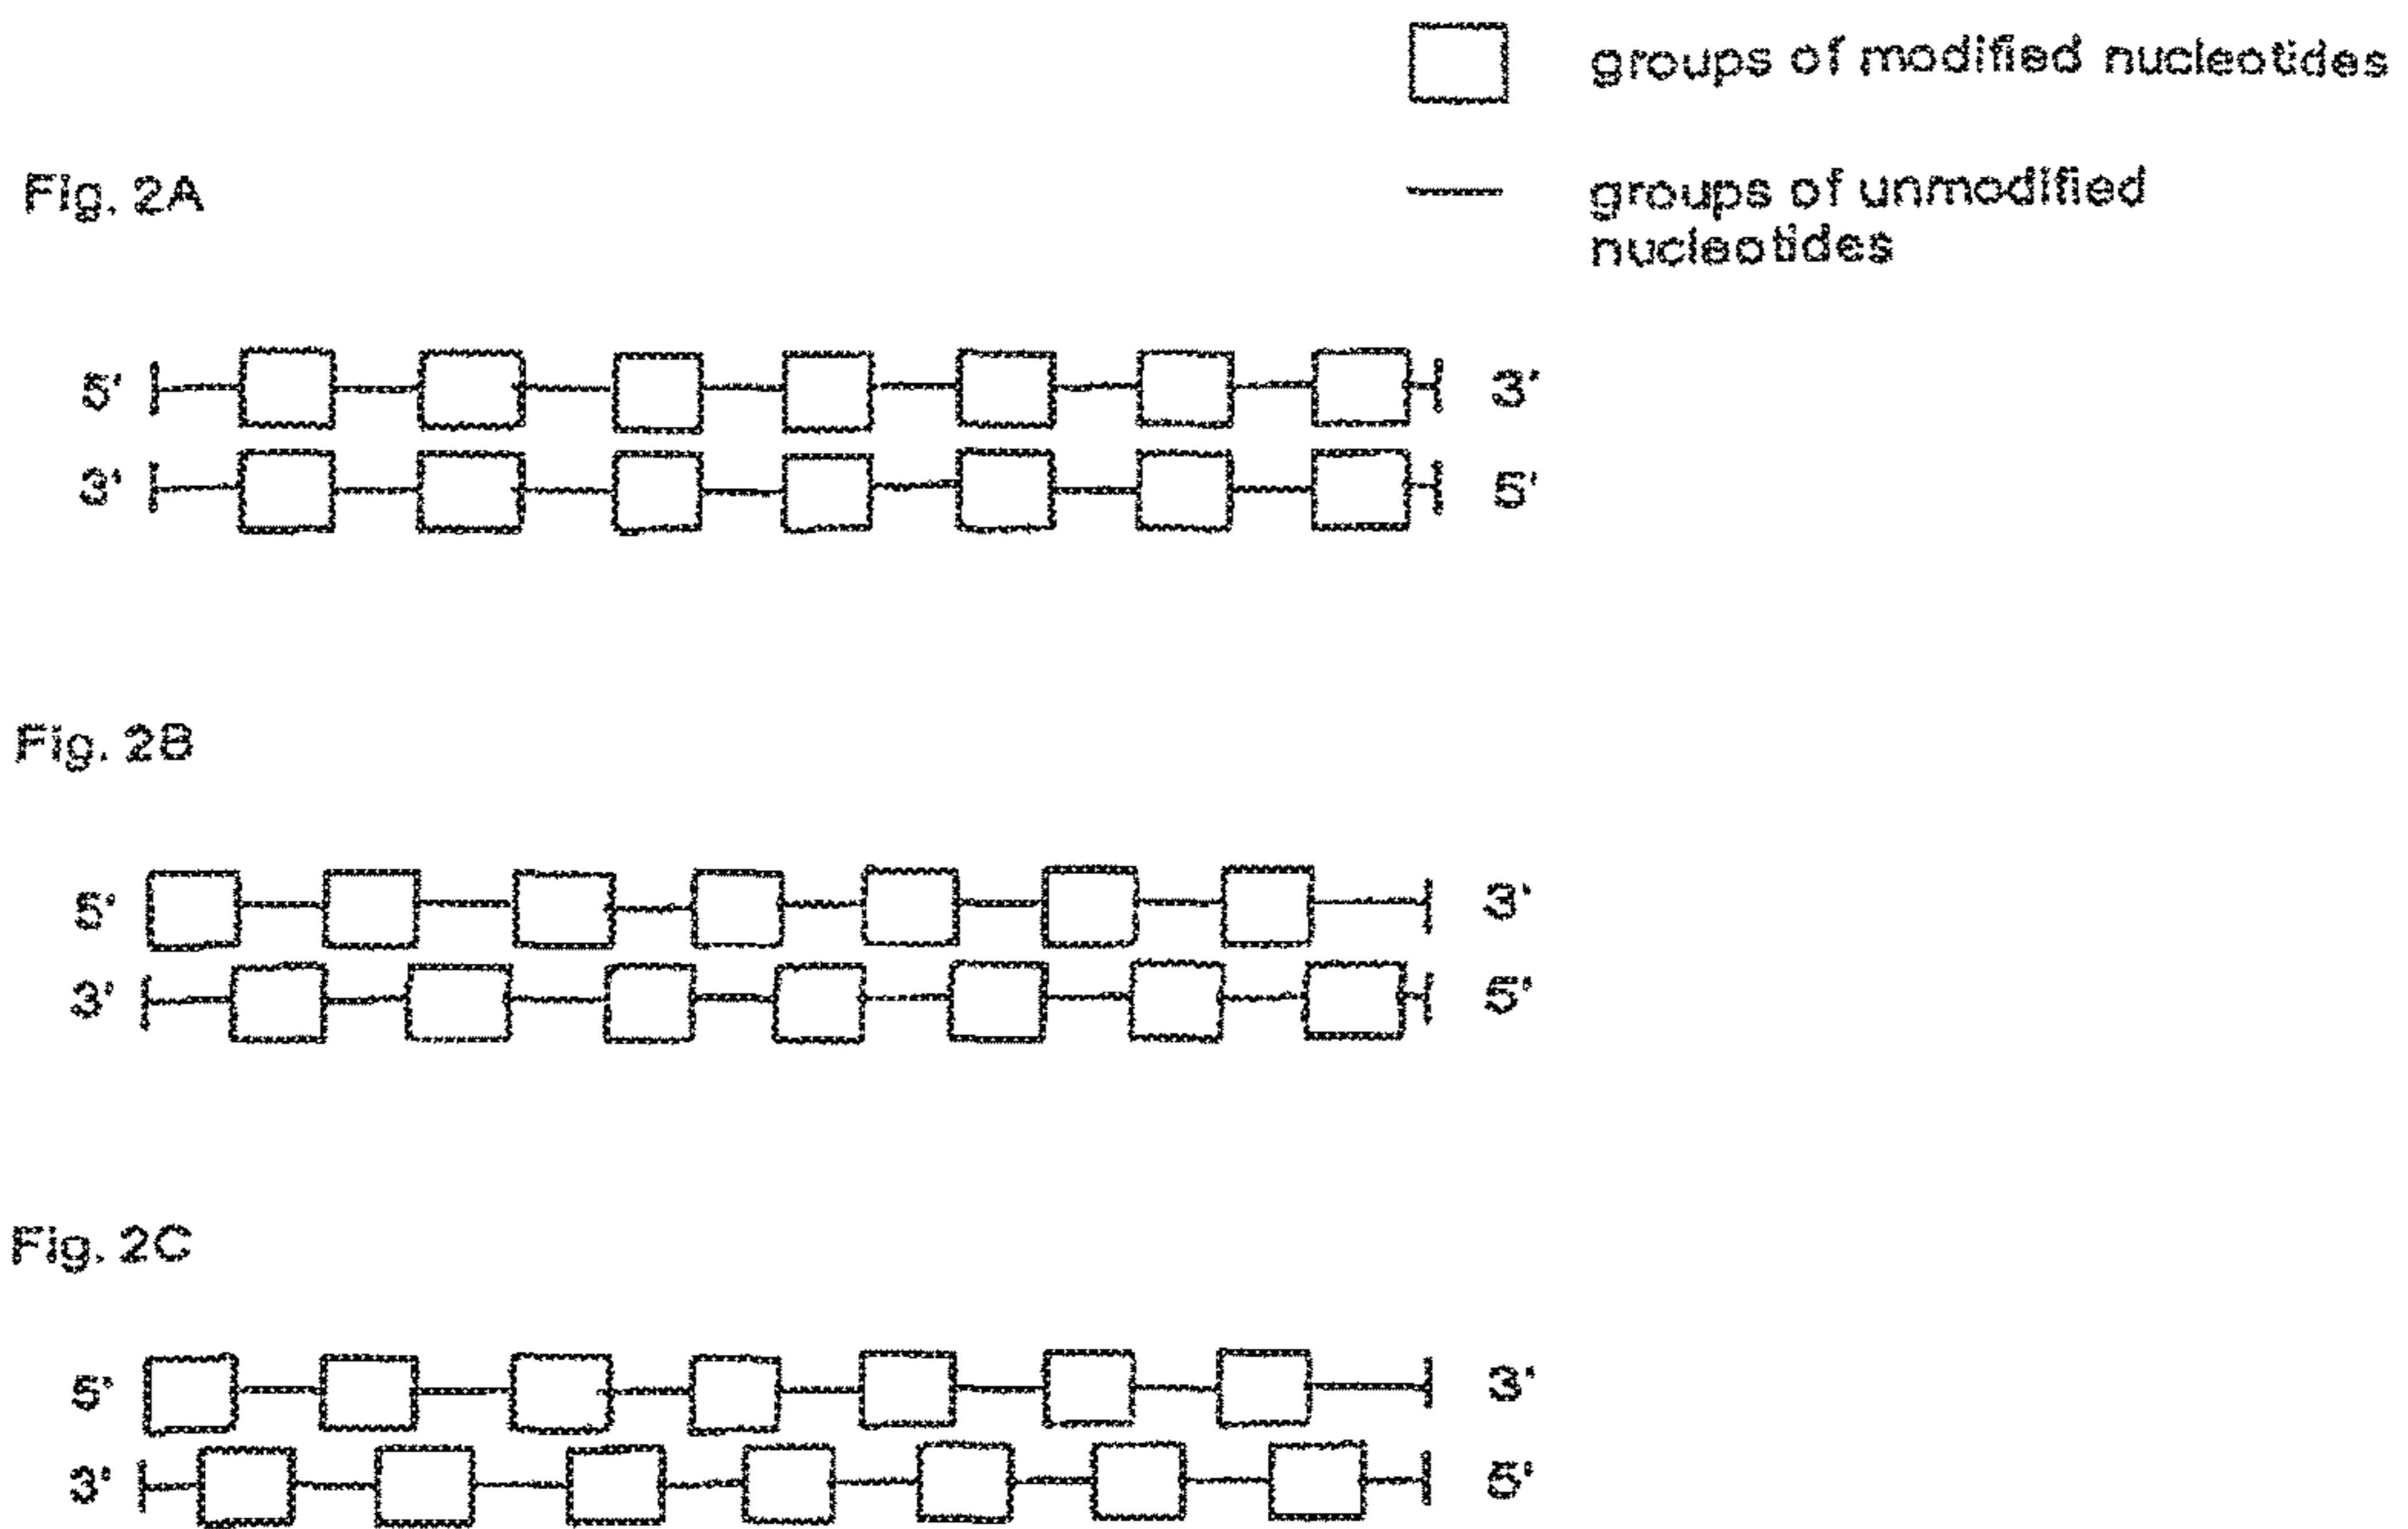 groups of modified nucleotides
Fig. 2A
groups of unmodified
nucleotides
5' 3'
3' 5'
Fig. 2B
5' 3'
3' 5'
Fig. 2C
5' 3'
3' 5'